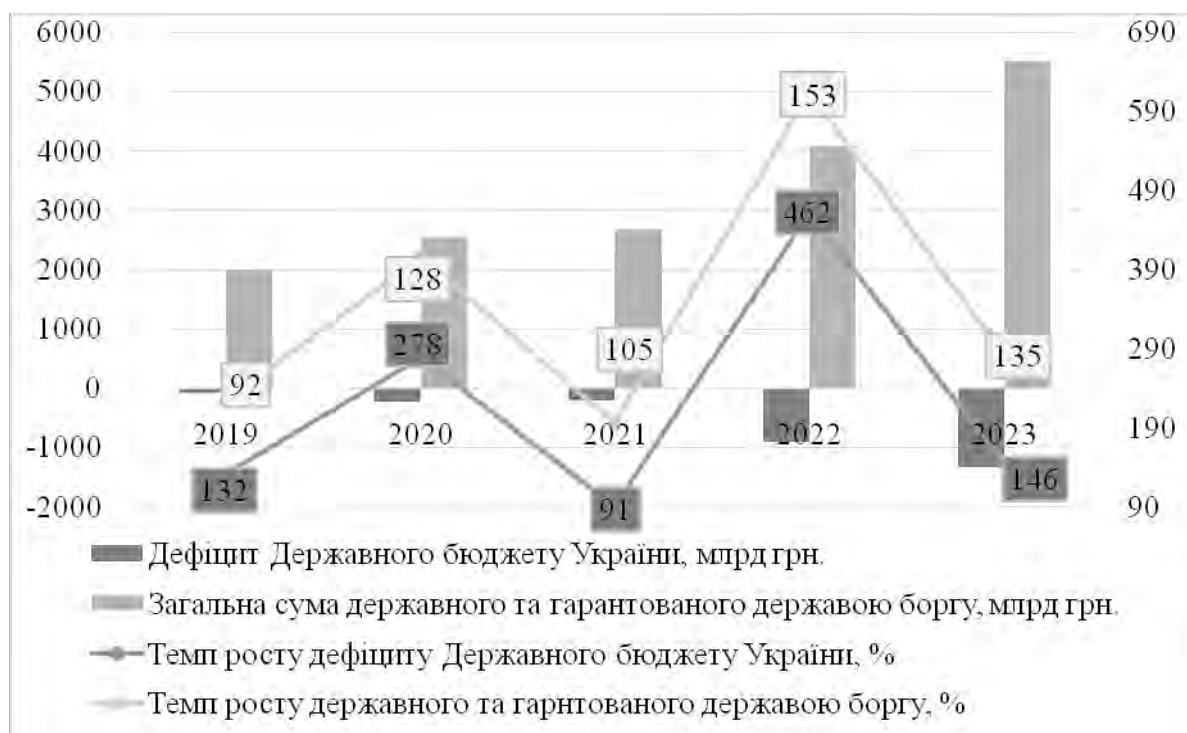 6000 690
5000 153 590
4000 490
3000 462
2000 128 390
1000 278 105 135 290
0 92
2019 2020 2021 2022 2023 190
-1000 132 91 146
-2000 90
Дефіцит Державного бюджету України, млрд грн.
Загальна сума державного та гарантованого державою боргу, млрд грн.
Темп росту дефіциту Державного бюджету України, %
Темп росту державного та гарнтованого державою боргу, %